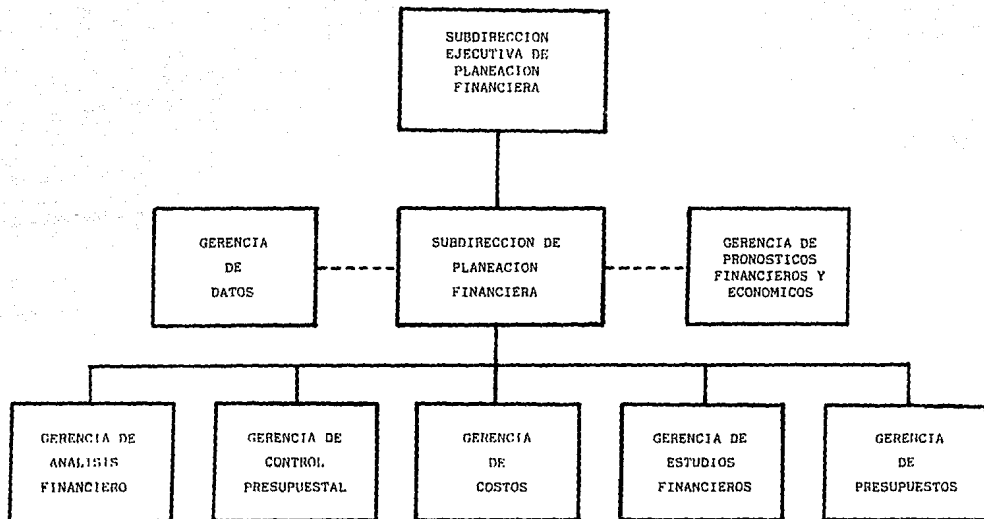 SUBDIRECCION
EJECUTIVA DE
PLANEACION
FINANCIERA
GERENCIA
DE
DATOS
SUBDIRECCION DE
PLANEACION
FINANCIERA
GERENCIA DE
PRONOSTICOS
FINANCIEROS Y
ECONOMICOS
GERENCIA DE
ANALISIS
FINANCIERO
GERENCIA DE
CONTROL
PRESUPUESTAL
GERENCIA
DE
COSTOS
GERENCIA DE
ESTUDIOS
FINANCIEROS
GERENCIA
DE
PRESUPUESTOS